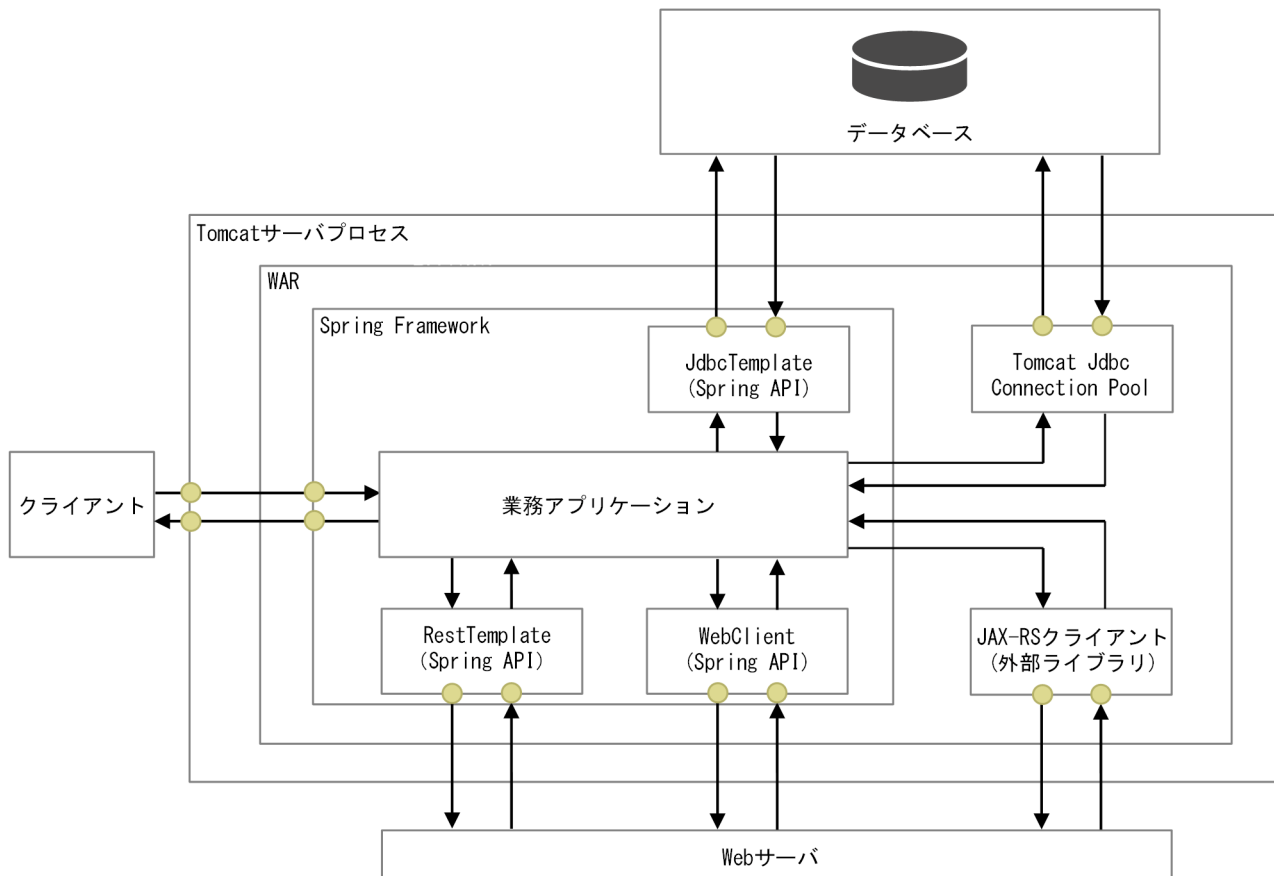 データベース
Tomcatサーバプロセス
WAR
Spring Framework
JdbcTemplate
(Spring API)
Tomcat Jdbc
Connection Pool
クライアント
業務アプリケーション
RestTemplate
(Spring API)
WebClient
(Spring API)
JAX-RSクライアント
(外部ライブラリ)
Webサーバ